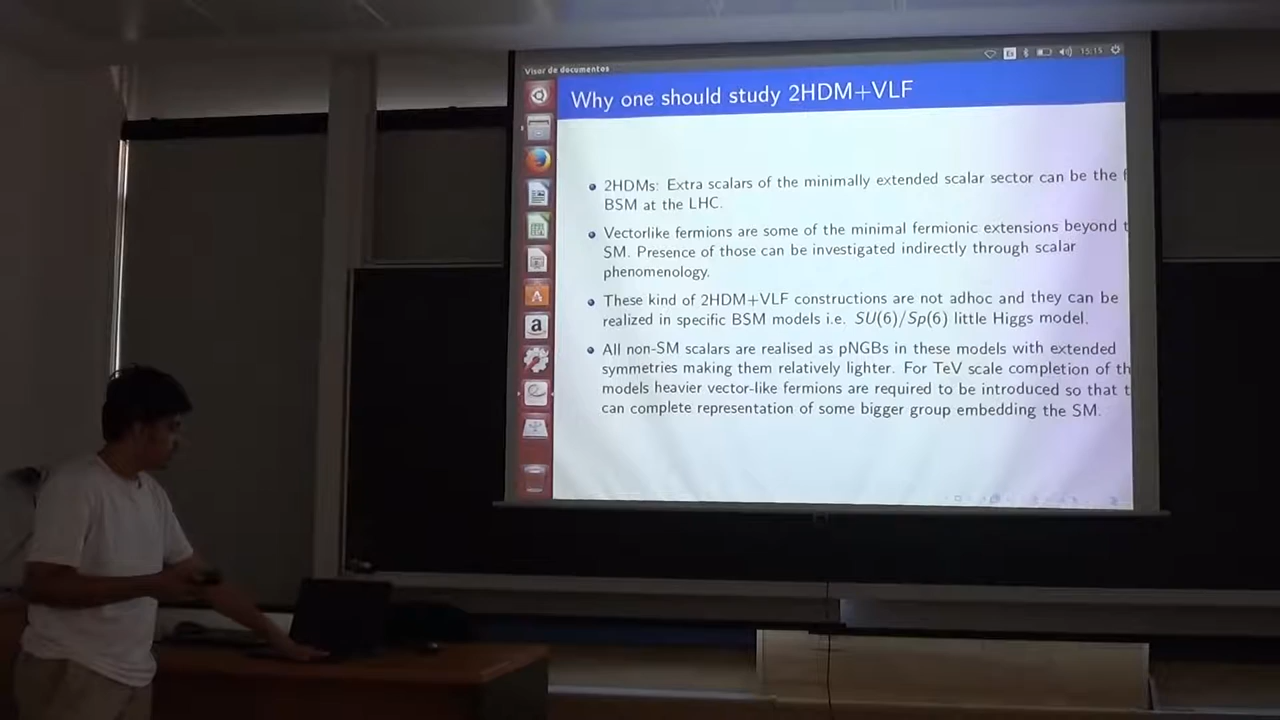 Visor de documentos
15:15
Why one should study 2HDM+VLF
2HDMs: Extra scalars of the minimally extended scalar sector can be the
BSM at the LHC.
Vectorlike fermions are some of the minimal fermionic extensions beyond
SM. Presence of those can be investigated indirectly through scalar
phenomenology.
These kind of 2HDM+VLF constructions are not adhoc and they can be
realized in specific BSM models i.e. SU(6)/Sp(6) little Higgs model.
All non-SM scalars are realised as pNGBs in these models with extended
symmetries making them relatively lighter. For TeV scale completion of th
models heavier vector-like fermions are required to be introduced so that t
can complete representation of some bigger group embedding the SM.